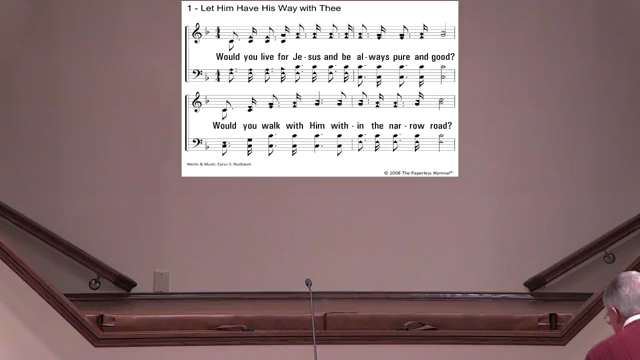 1 - Let Him Have His Way with Thee
Would you live for Je - sus and be al - ways pure and good?
Would you walk with Him with - in the nar - row road?
Words & Music: Cyrus S. Nusbaum
© 2008 The Paperless Hymnal®